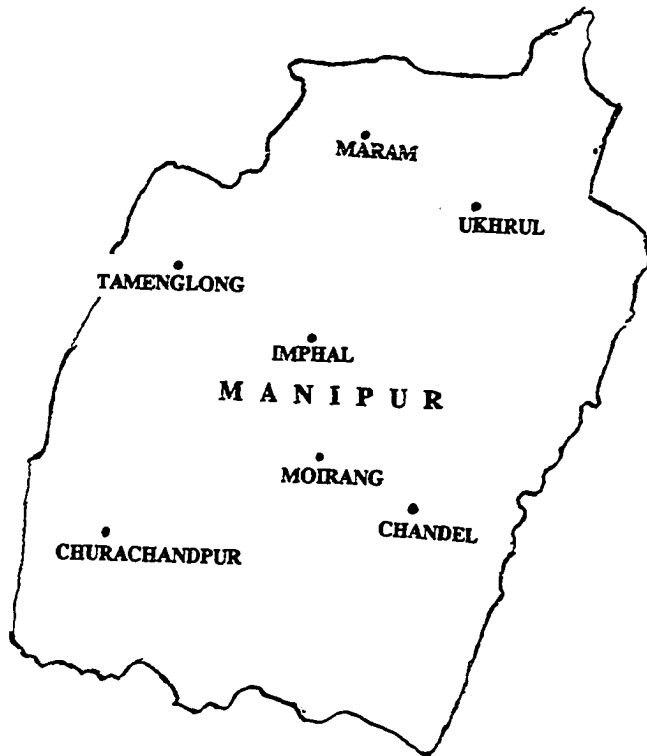 MARAM
UKHRUL
TAMENGLONG
IMPHAL
MANIPUR
MOIRANG
CHANDEL
CHURACHANDPUR